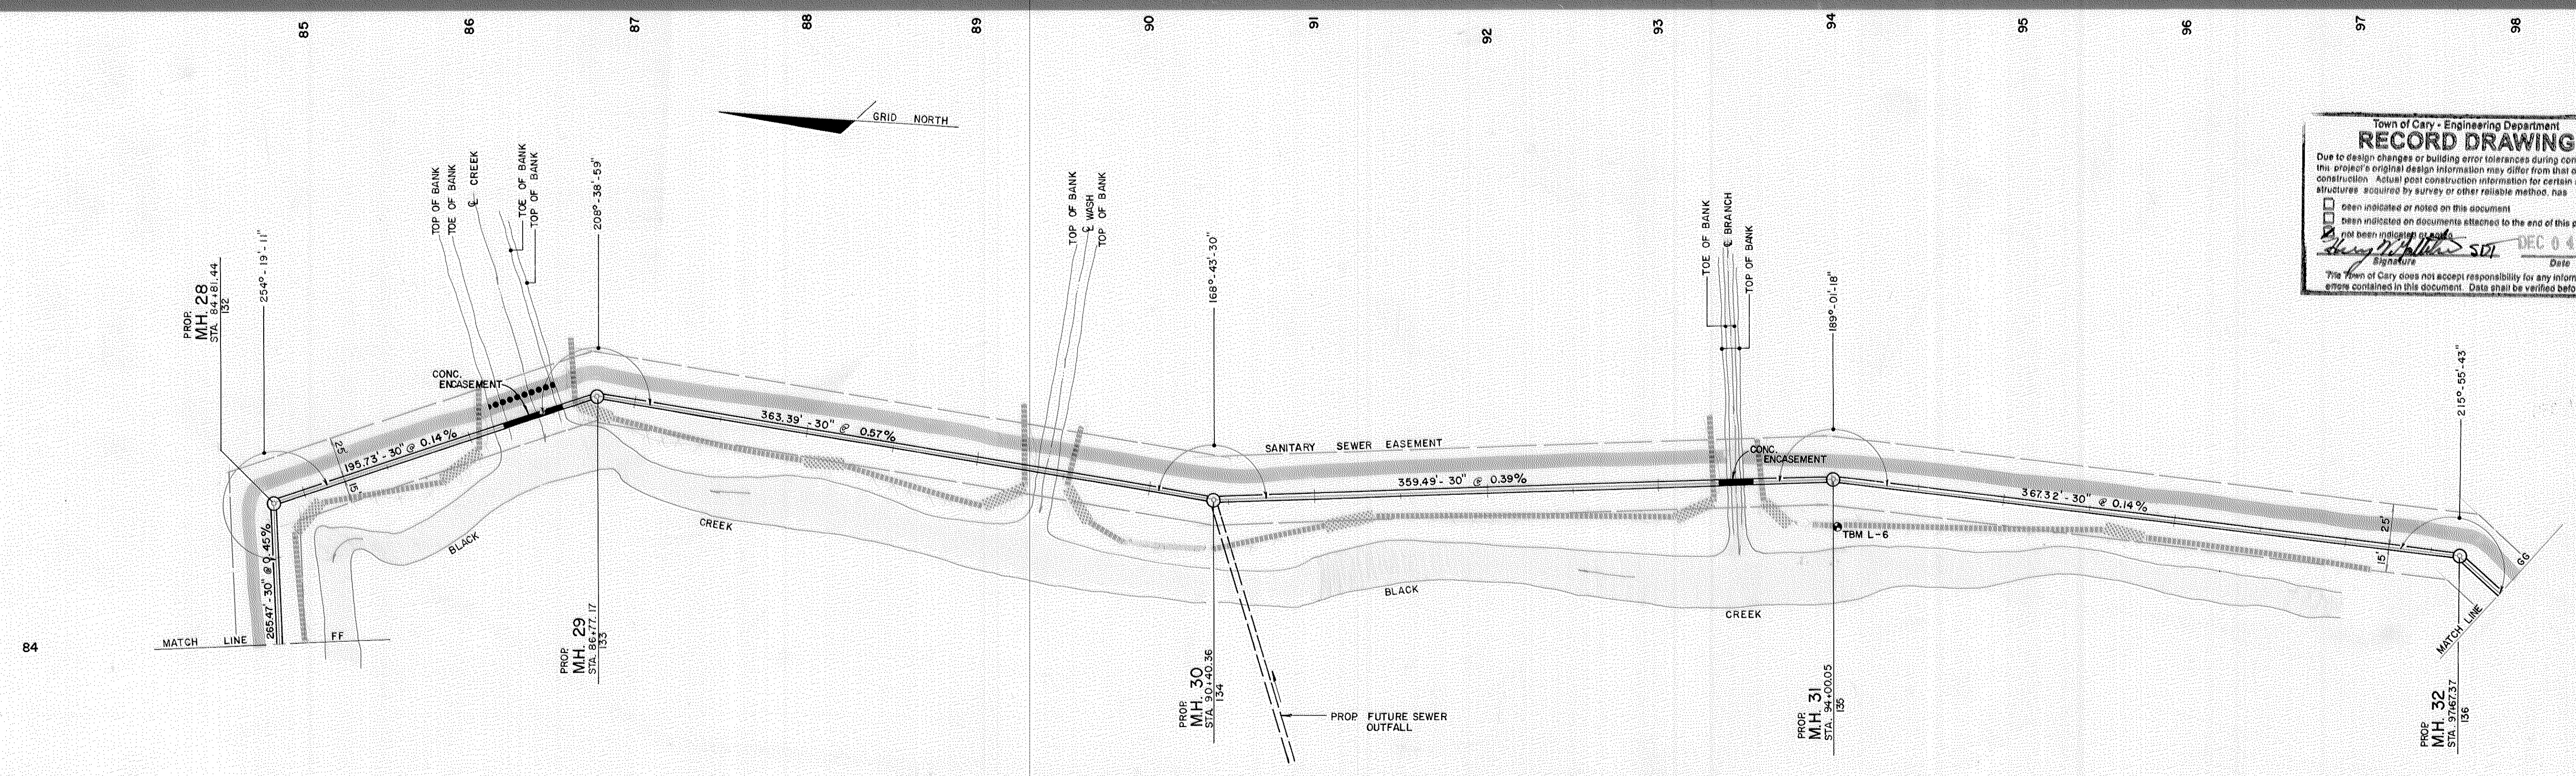 85
86
87
88
89
90
91
92
93
94
95
96
97
98
84
GRID NORTH
TOP OF BANK
TOE OF BANK
℄ CREEK
TOE OF BANK
TOP OF BANK
208°-38'-59"
254°-19'-11"
PROP.
M.H. 28
STA. 84+81.44
132
CONC.
ENCASEMENT
195.73'-30" @ 0.14%
25'
15'
265.47'-30" @ 0.45%
MATCH LINE FF
BLACK
CREEK
PROP.
M.H. 29
STA. 86+77.17
133
363.39'-30" @ 0.57%
TOP OF BANK
℄ WASH
TOP OF BANK
168°-43'-30"
SANITARY SEWER EASEMENT
359.49'-30" @ 0.39%
PROP.
M.H. 30
STA. 90+40.36
134
PROP. FUTURE SEWER
OUTFALL
BLACK
CREEK
TOE OF BANK
℄ BRANCH
TOP OF BANK
CONC.
ENCASEMENT
189°-01'-18"
TBM L-6
PROP.
M.H. 31
STA. 94+00.05
135
367.32'-30" @ 0.14%
25'
15'
215°-55'-43"
MATCH LINE GG
PROP.
M.H. 32
STA. 97+67.37
136
Town of Cary - Engineering Department
RECORD DRAWING
Due to design changes or building error tolerances during con
this project's original design information may differ from that o
construction. Actual post construction information for certain
structures acquired by survey or other reliable method, has
been indicated or noted on this document
been indicated on documents attached to the end of this p
not been indicated or noted
SDI
DEC 04
Signature
Date
The Town of Cary does not accept responsibility for any inform
errors contained in this document. Data shall be verified befo